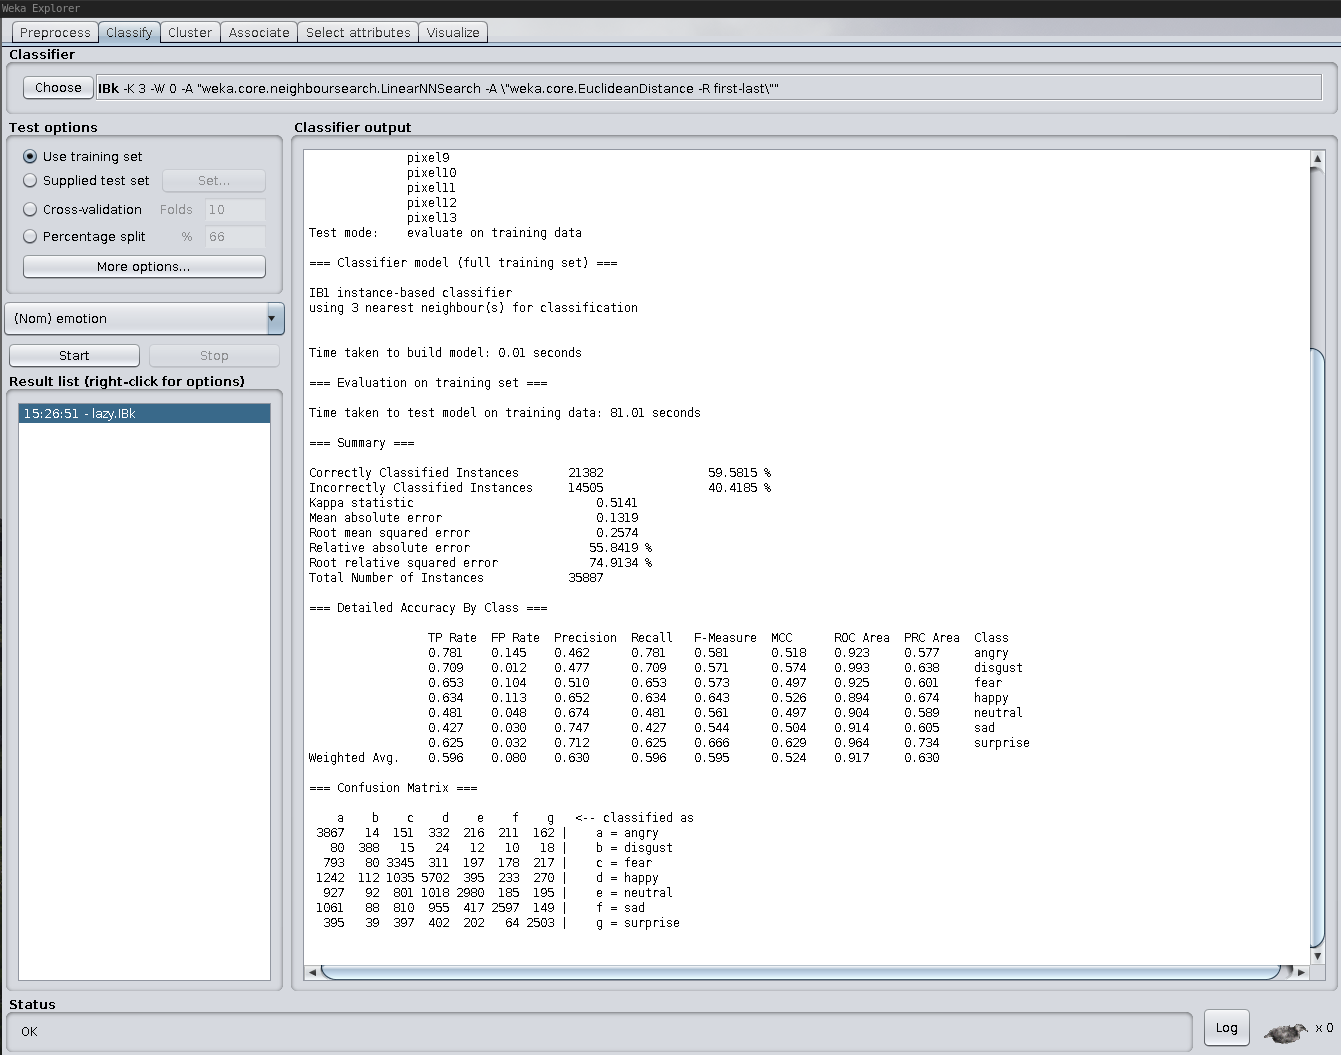 Weka Explorer
Preprocess Classify Cluster Associate Select attributes Visualize
Classifier
Choose IBk -K 3 -W 0 -A "weka.core.neighboursearch.LinearNNSearch -A \"weka.core.EuclideanDistance -R first-last\""
Test options
Use training set
Supplied test set Set...
Cross-validation Folds 10
Percentage split % 66
More options...
(Nom) emotion
Start Stop
Result list (right-click for options)
15:26:51 - lazy.IBk
Classifier output
pixel9
pixel10
pixel11
pixel12
pixel13
Test mode: evaluate on training data
=== Classifier model (full training set) ===
IB1 instance-based classifier
using 3 nearest neighbour(s) for classification
Time taken to build model: 0.01 seconds
=== Evaluation on training set ===
Time taken to test model on training data: 81.01 seconds
=== Summary ===
Correctly Classified Instances 21382 59.5815 %
Incorrectly Classified Instances 14505 40.4185 %
Kappa statistic 0.5141
Mean absolute error 0.1319
Root mean squared error 0.2574
Relative absolute error 55.8419 %
Root relative squared error 74.9134 %
Total Number of Instances 35887
=== Detailed Accuracy By Class ===
TP Rate FP Rate Precision Recall F-Measure MCC ROC Area PRC Area Class
0.781 0.145 0.462 0.781 0.581 0.518 0.923 0.577 angry
0.709 0.012 0.477 0.709 0.571 0.574 0.993 0.638 disgust
0.653 0.104 0.510 0.653 0.573 0.497 0.925 0.601 fear
0.634 0.113 0.652 0.634 0.643 0.526 0.894 0.674 happy
0.481 0.048 0.674 0.481 0.561 0.497 0.904 0.589 neutral
0.427 0.030 0.747 0.427 0.544 0.504 0.914 0.605 sad
0.625 0.032 0.712 0.625 0.666 0.629 0.964 0.734 surprise
Weighted Avg. 0.596 0.080 0.630 0.596 0.595 0.524 0.917 0.630
=== Confusion Matrix ===
a b c d e f g <-- classified as
3867 14 151 332 216 211 162 | a = angry
80 388 15 24 12 10 18 | b = disgust
793 80 3345 311 197 178 217 | c = fear
1242 112 1035 5702 395 233 270 | d = happy
927 92 801 1018 2980 185 195 | e = neutral
1061 88 810 955 417 2597 149 | f = sad
395 39 397 402 202 64 2503 | g = surprise
Status
OK
Log x 0